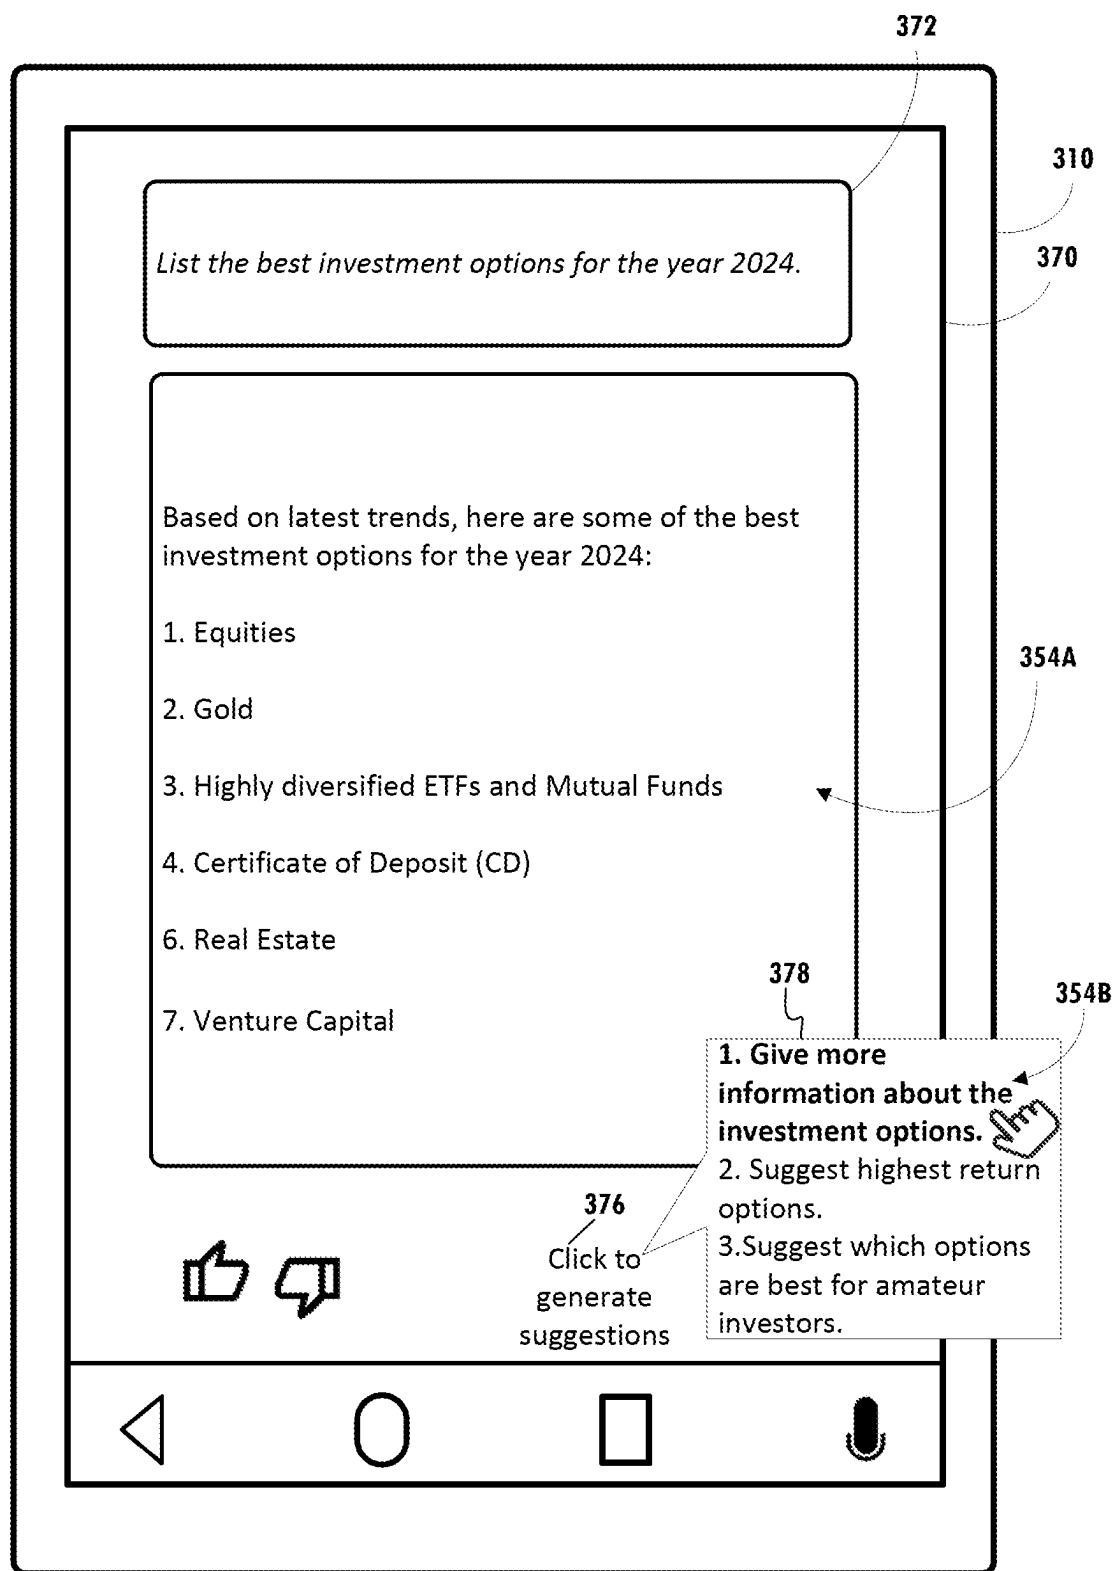 372
310
370
List the best investment options for the year 2024.
Based on latest trends, here are some of the best
investment options for the year 2024:
1. Equities
2. Gold
3. Highly diversified ETFs and Mutual Funds
4. Certificate of Deposit (CD)
6. Real Estate
7. Venture Capital
354A
378
354B
1. Give more
information about the
investment options.
2. Suggest highest return
options.
3.Suggest which options
are best for amateur
investors.
376
Click to
generate
suggestions